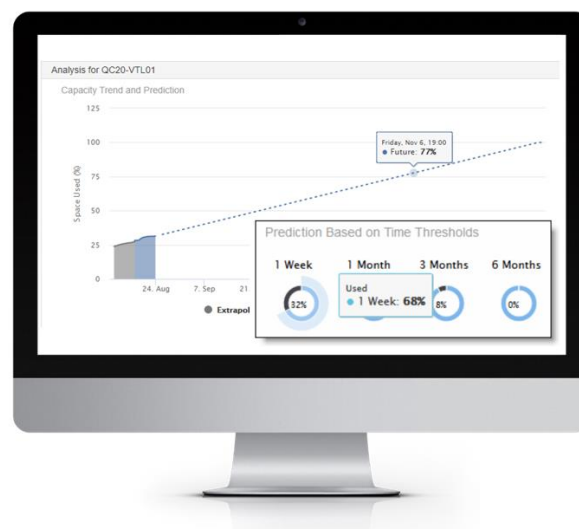 Analysis for QC20-VTL01
Capacity Trend and Prediction
125
100
75
50
25
0
Space Used (%)
Friday, Nov 6, 19:00
Future: 77%
24. Aug 7. Sep 21.
Extrapol
Prediction Based on Time Thresholds
1 Week 1 Month 3 Months 6 Months
Used
1 Week: 68%
32% 8% 0%